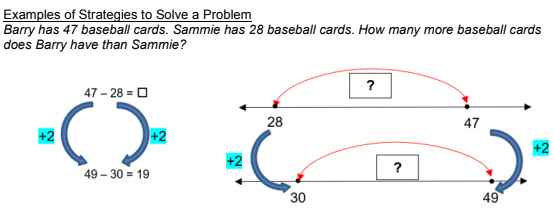 Examples of Strategies to Solve a Problem
Barry has 47 baseball cards. Sammie has 28 baseball cards. How many more baseball cards
does Barry have than Sammie?
47 – 28 = □
+2 +2
49 – 30 = 19
?
28 47
+2 +2
?
30 49